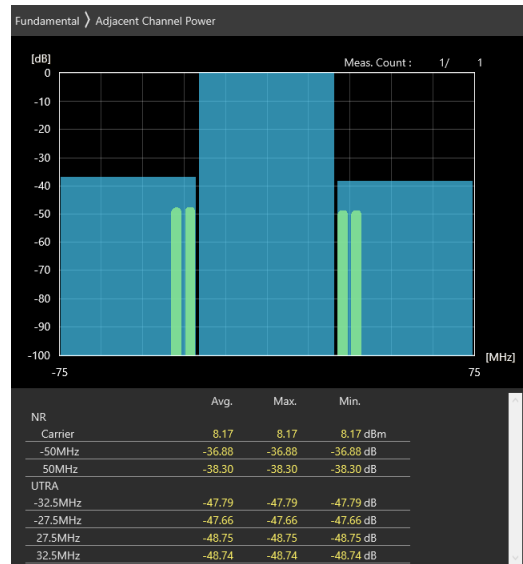 Fundamental 〉 Adjacent Channel Power
[dB]
Meas. Count : 1/ 1
0
-10
-20
-30
-40
-50
-60
-70
-80
-90
-100
[MHz]
-75 75
Avg. Max. Min.
NR
Carrier 8.17 8.17 8.17 dBm
-50MHz -36.88 -36.88 -36.88 dB
50MHz -38.30 -38.30 -38.30 dB
UTRA
-32.5MHz -47.79 -47.79 -47.79 dB
-27.5MHz -47.66 -47.66 -47.66 dB
27.5MHz -48.75 -48.75 -48.75 dB
32.5MHz -48.74 -48.74 -48.74 dB